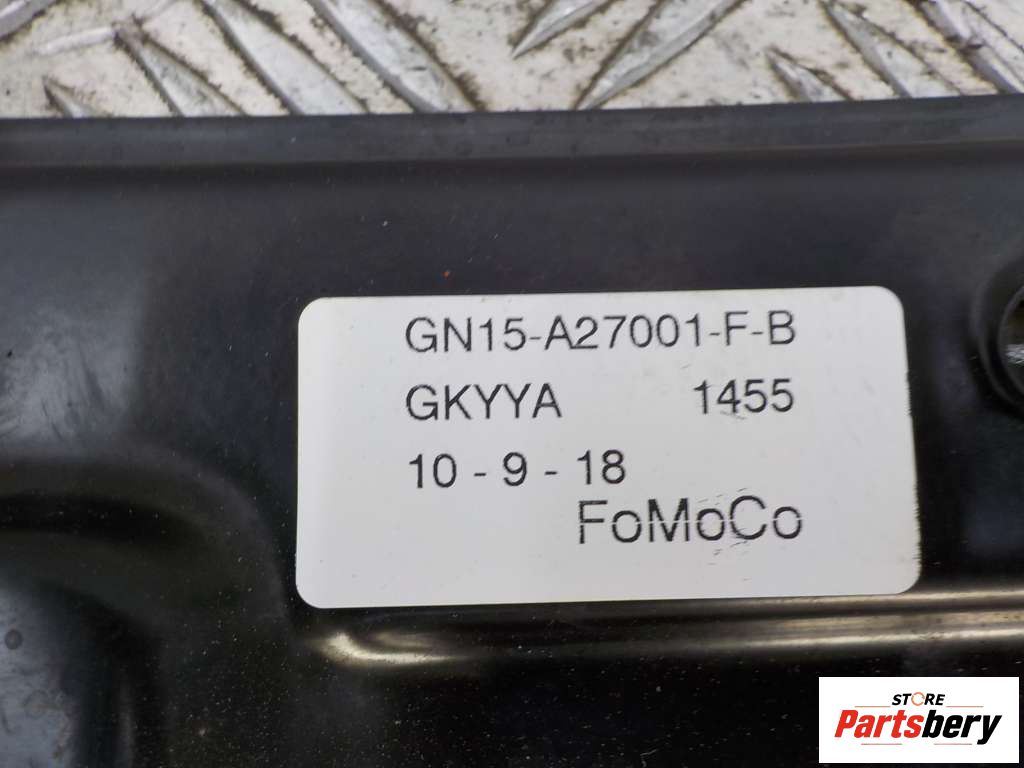 GN15-A27001-F-B
GKYYA 1455
10 - 9 - 18
FoMoCo
STORE
Partsbery